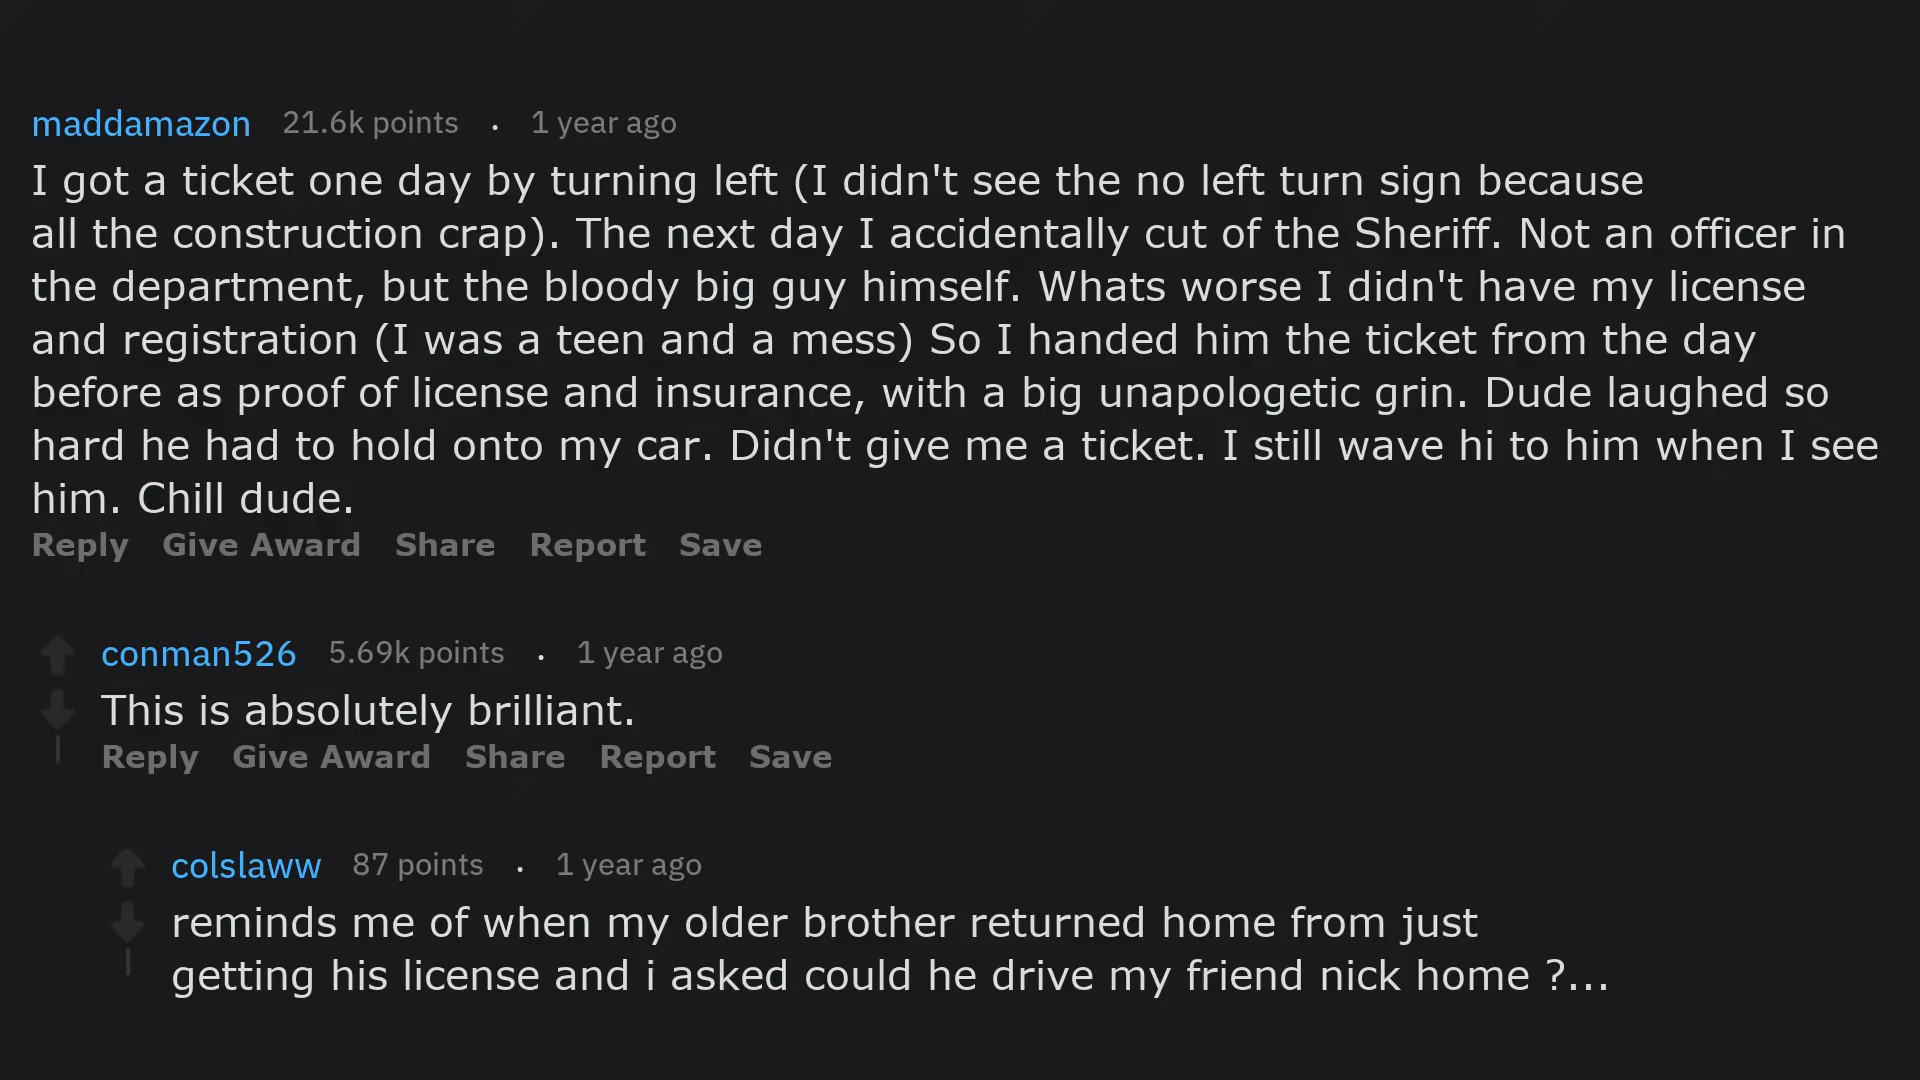 maddamazon 21.6k points . 1 year ago
I got a ticket one day by turning left (I didn't see the no left turn sign because
all the construction crap). The next day I accidentally cut of the Sheriff. Not an officer in
the department, but the bloody big guy himself. Whats worse I didn't have my license
and registration (I was a teen and a mess) So I handed him the ticket from the day
before as proof of license and insurance, with a big unapologetic grin. Dude laughed so
hard he had to hold onto my car. Didn't give me a ticket. I still wave hi to him when I see
him. Chill dude.
Reply Give Award Share Report Save
conman526 5.69k points . 1 year ago
This is absolutely brilliant.
Reply Give Award Share Report Save
colslaww 87 points . 1 year ago
reminds me of when my older brother returned home from just
getting his license and i asked could he drive my friend nick home ?...